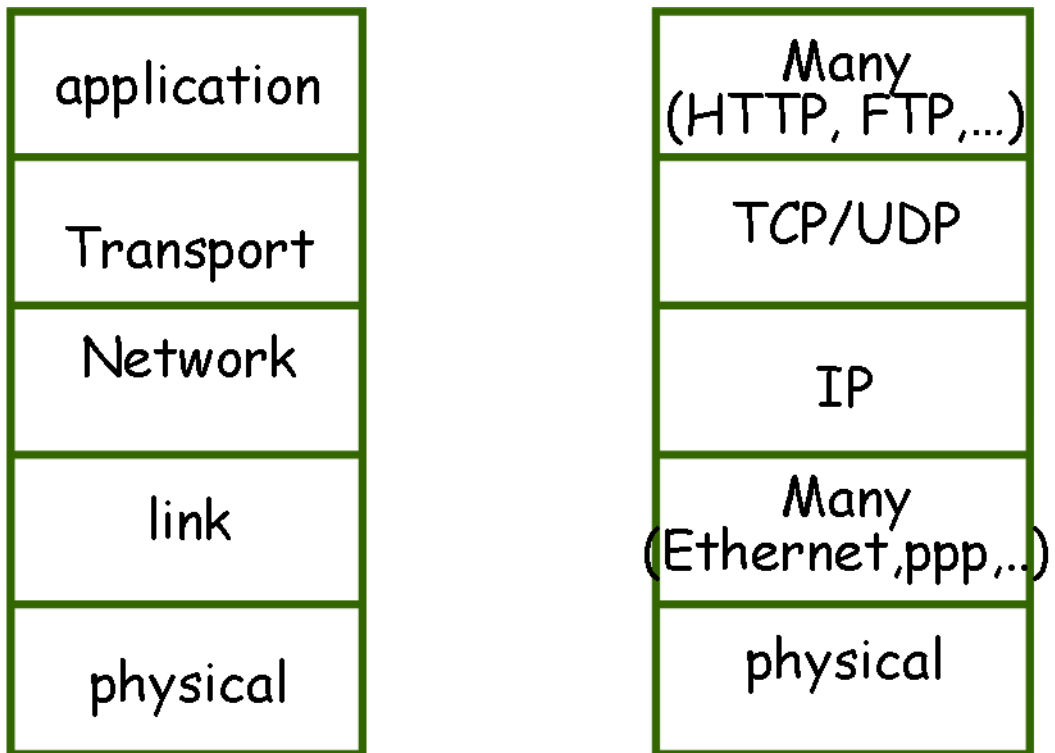 application
Transport
Network
link
physical
Many
(HTTP, FTP,...)
TCP/UDP
IP
Many
(Ethernet,ppp,..)
physical